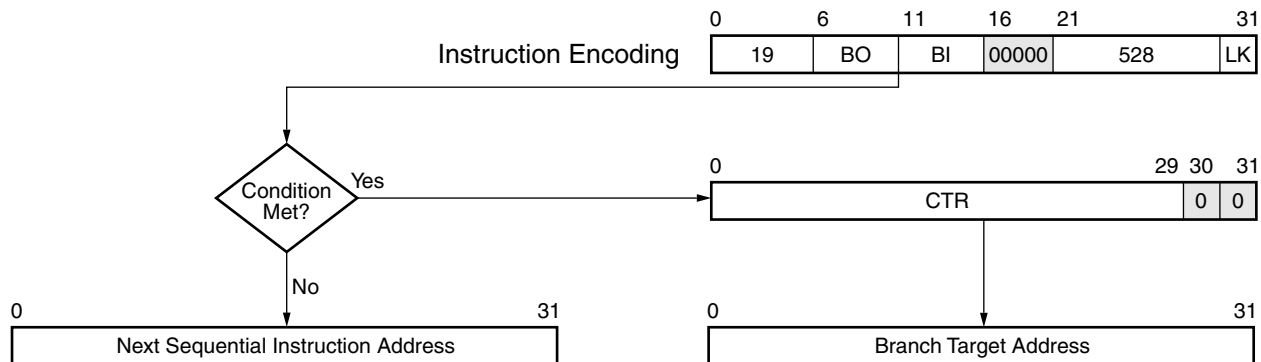 0 6 11 16 21 31
Instruction Encoding 19 BO BI 00000 528 LK
Condition
Met?
Yes
0 29 30 31
CTR 0 0
No
0 31
Next Sequential Instruction Address
0 31
Branch Target Address